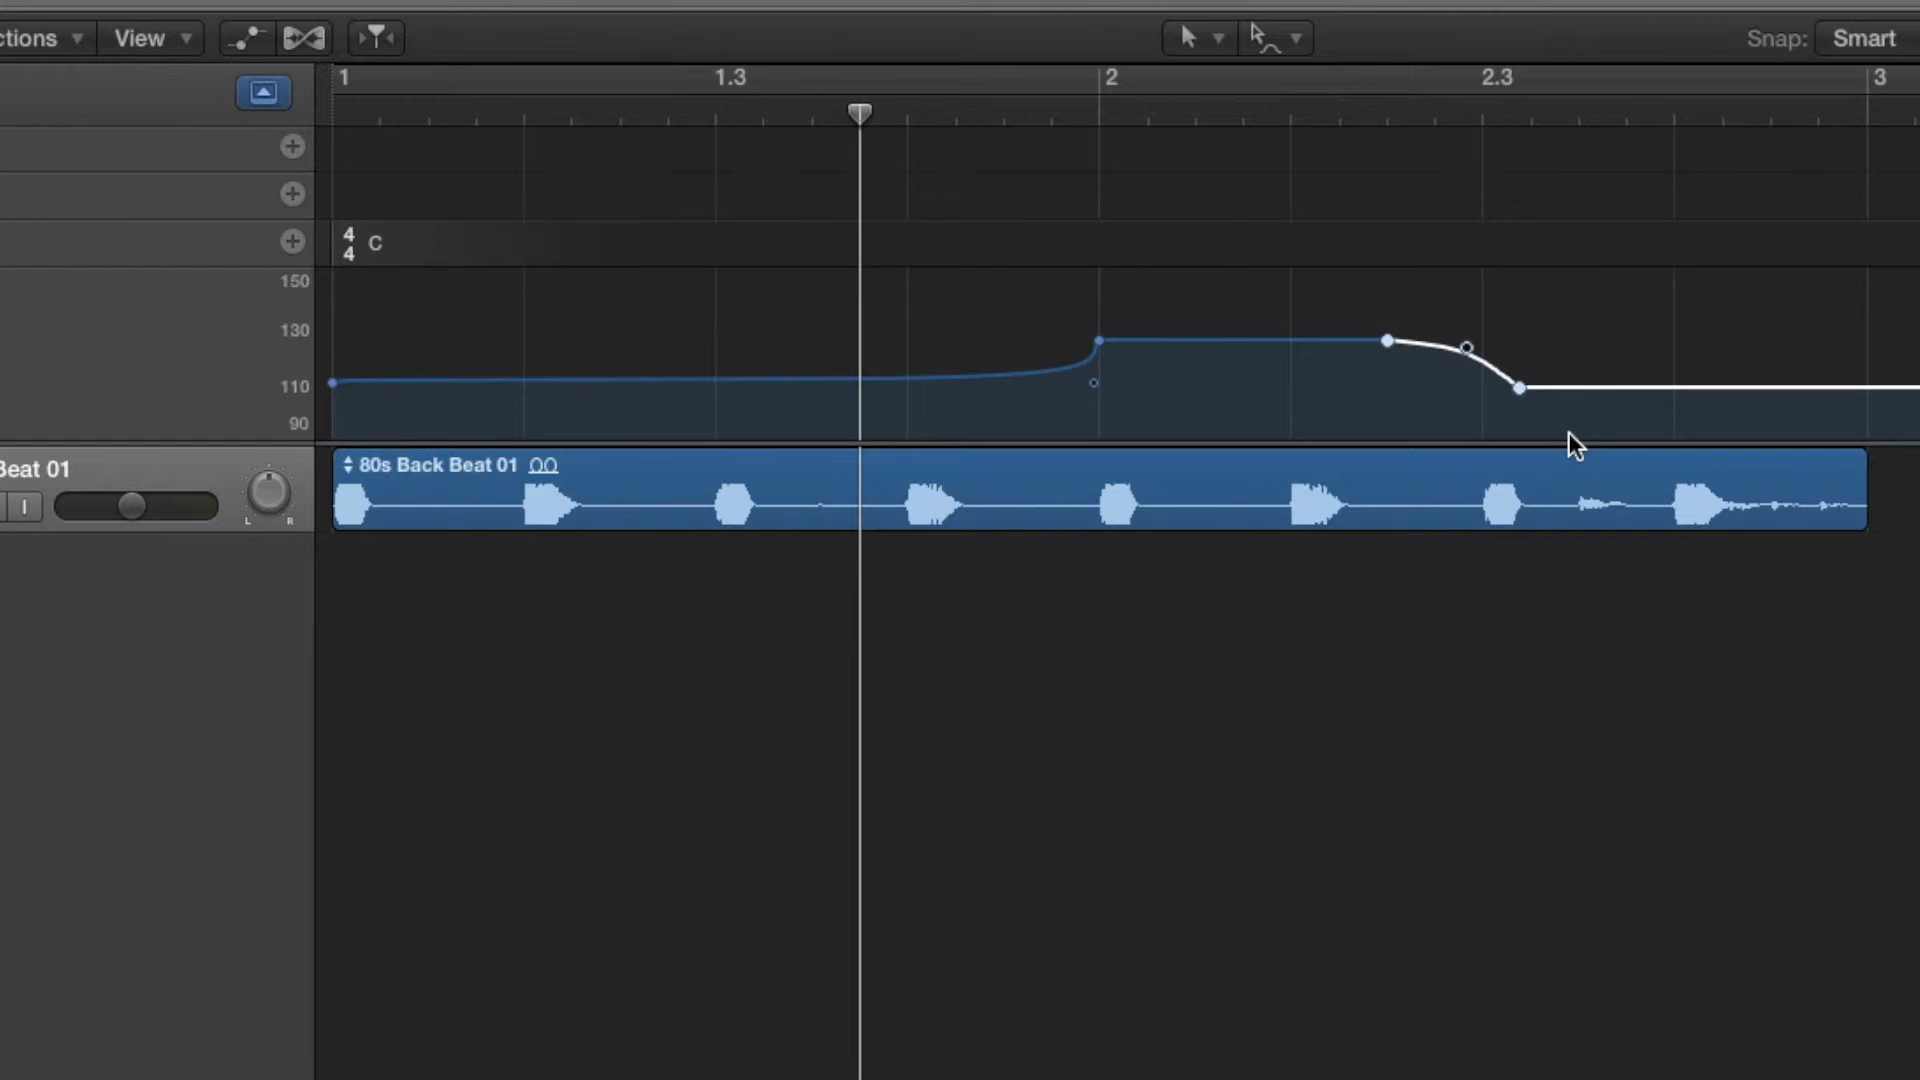 ctions View Snap: Smart
1 1.3 2 2.3 3
4
4 C
150
130
110
90
Beat 01
80s Back Beat 01
I
L R